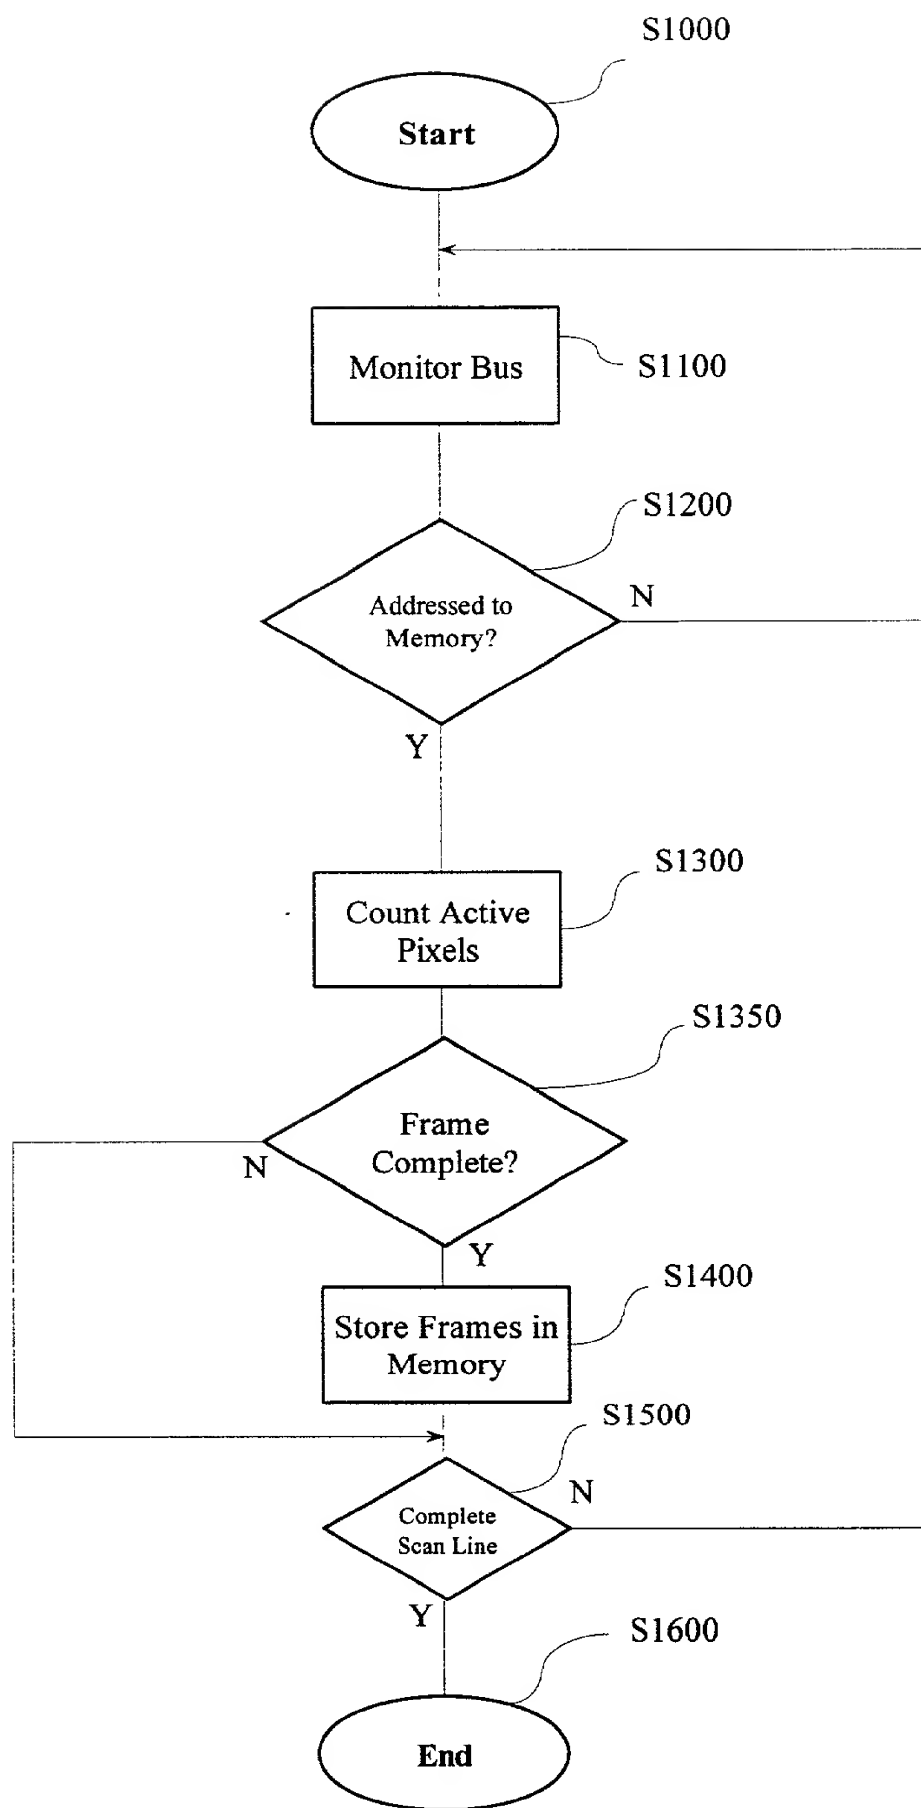 S1000
Start
Monitor Bus
S1100
S1200
Addressed to
Memory?
N
Y
S1300
Count Active
Pixels
S1350
Frame
Complete?
N
Y
S1400
Store Frames in
Memory
S1500
N
Complete
Scan Line
Y
S1600
End